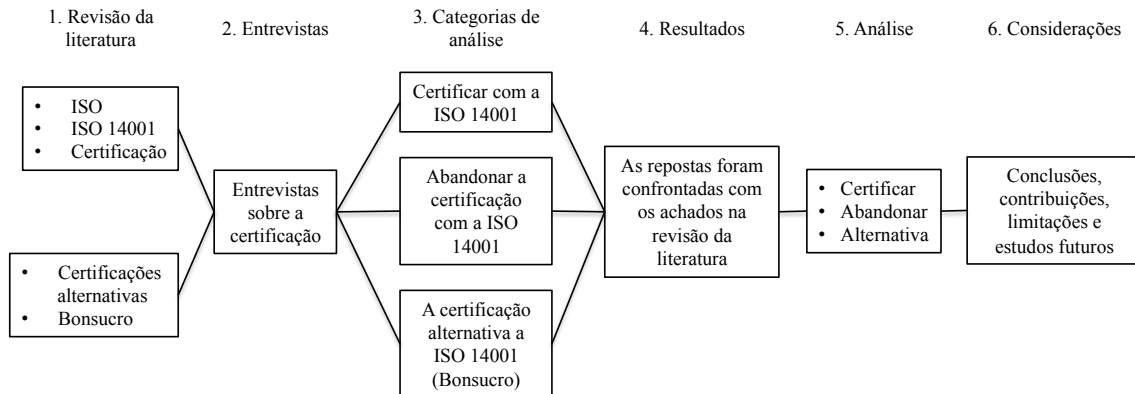 1. Revisão da
literatura
2. Entrevistas
3. Categorias de
análise
4. Resultados
5. Análise
6. Considerações
• ISO
• ISO 14001
• Certificação
• Certificações
alternativas
• Bonsucro
Entrevistas
sobre a
certificação
Certificar com a
ISO 14001
Abandonar a
certificação
com a ISO
14001
A certificação
alternativa a
ISO 14001
(Bonsucro)
As repostas foram
confrontadas com
os achados na
revisão da
literatura
• Certificar
• Abandonar
• Alternativa
Conclusões,
contribuições,
limitações e
estudos futuros